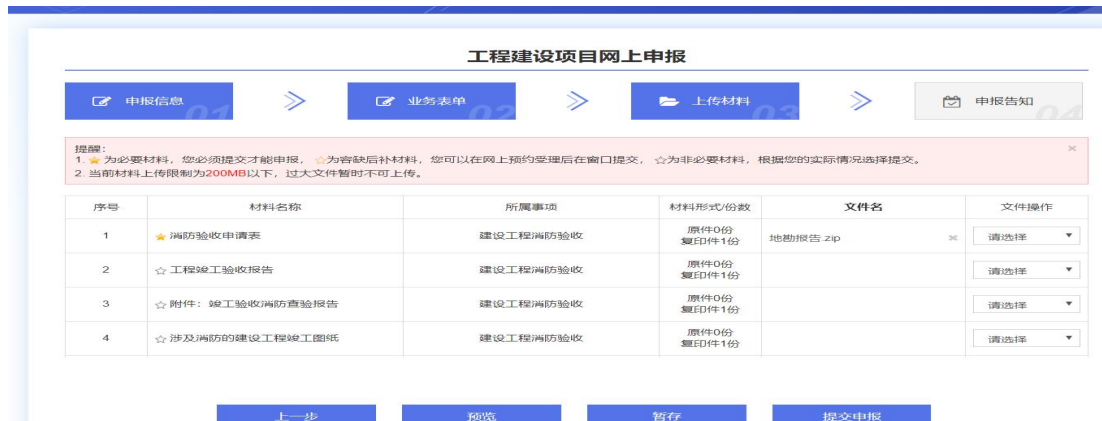 工程建设项目网上申报
申报信息 01 业务表单 02 上传材料 03 申报告知 04
提醒:
1. 为必要材料，您必须提交才能申报， 为容缺后补材料，您可以在网上预约受理后在窗口提交， 为非必要材料，根据您的实际情况选择提交。
2. 当前材料上传限制为200MB以下，过大文件暂时不可上传。
序号 材料名称 所属事项 材料形式/份数 文件名 文件操作
1 消防验收申请表 建设工程消防验收 原件0份 复印件1份 地勘报告.zip 请选择
2 工程竣工验收报告 建设工程消防验收 原件0份 复印件1份 请选择
3 附件：竣工验收消防查验报告 建设工程消防验收 原件0份 复印件1份 请选择
4 涉及消防的建设工程竣工图纸 建设工程消防验收 原件0份 复印件1份 请选择
上一步 预览 暂存 提交申报